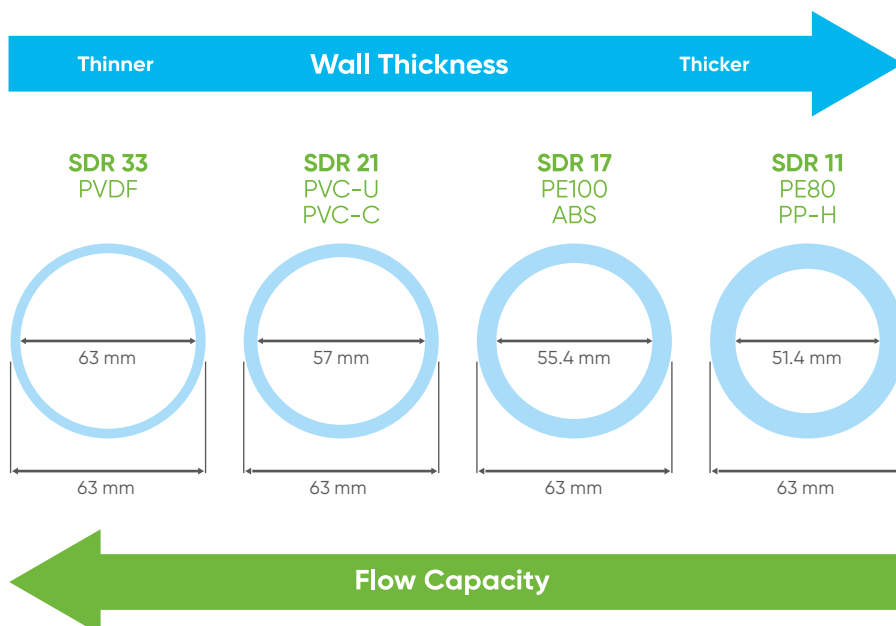 Thinner Wall Thickness Thicker
SDR 33
PVDF
SDR 21
PVC-U
PVC-C
SDR 17
PE100
ABS
SDR 11
PE80
PP-H
63 mm
57 mm
55.4 mm
51.4 mm
63 mm
63 mm
63 mm
63 mm
Flow Capacity